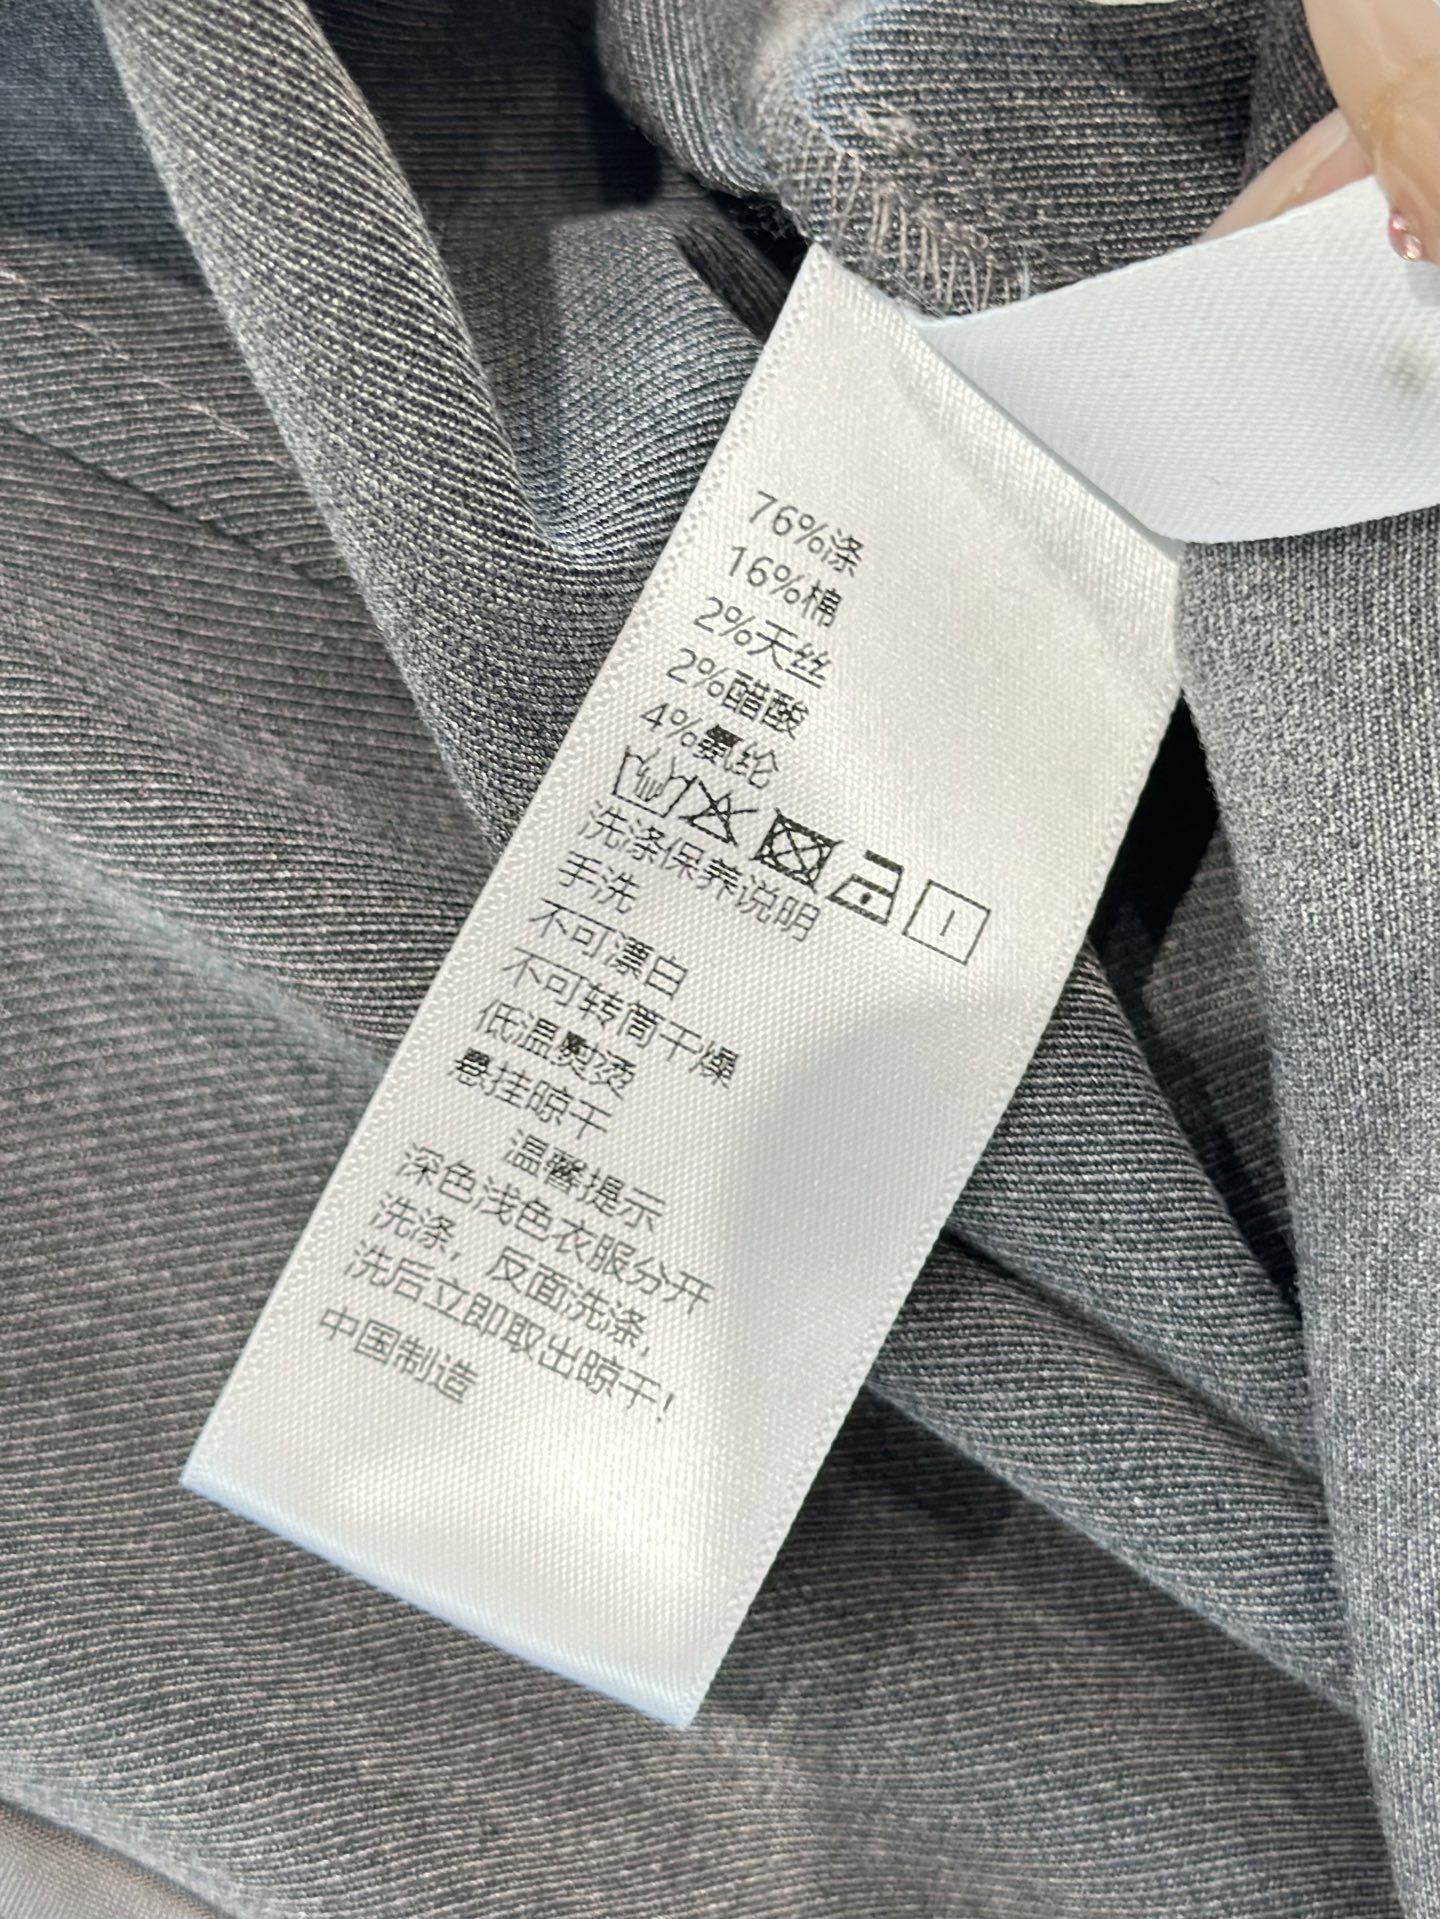 76%涤
16%棉
2%天丝
2%醋酸
4%氨纶
洗涤保养说明
手洗
不可漂白
不可转筒干燥
低温熨烫
悬挂晾干
温馨提示
深色浅色衣服分开
洗涤，反面洗涤，
洗后立即取出晾干！
中国制造